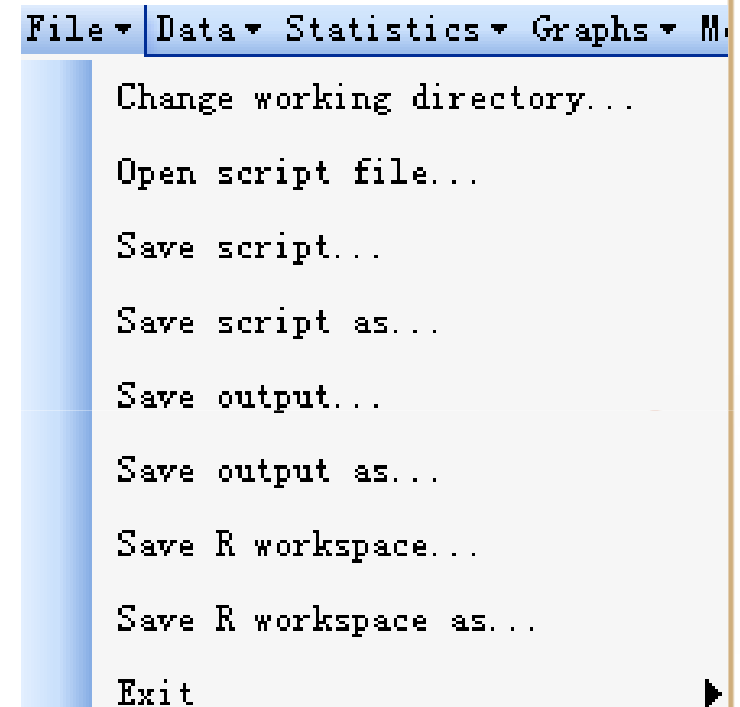 File Data Statistics Graphs
Change working directory...
Open script file...
Save script...
Save script as...
Save output...
Save output as...
Save R workspace...
Save R workspace as...
Exit